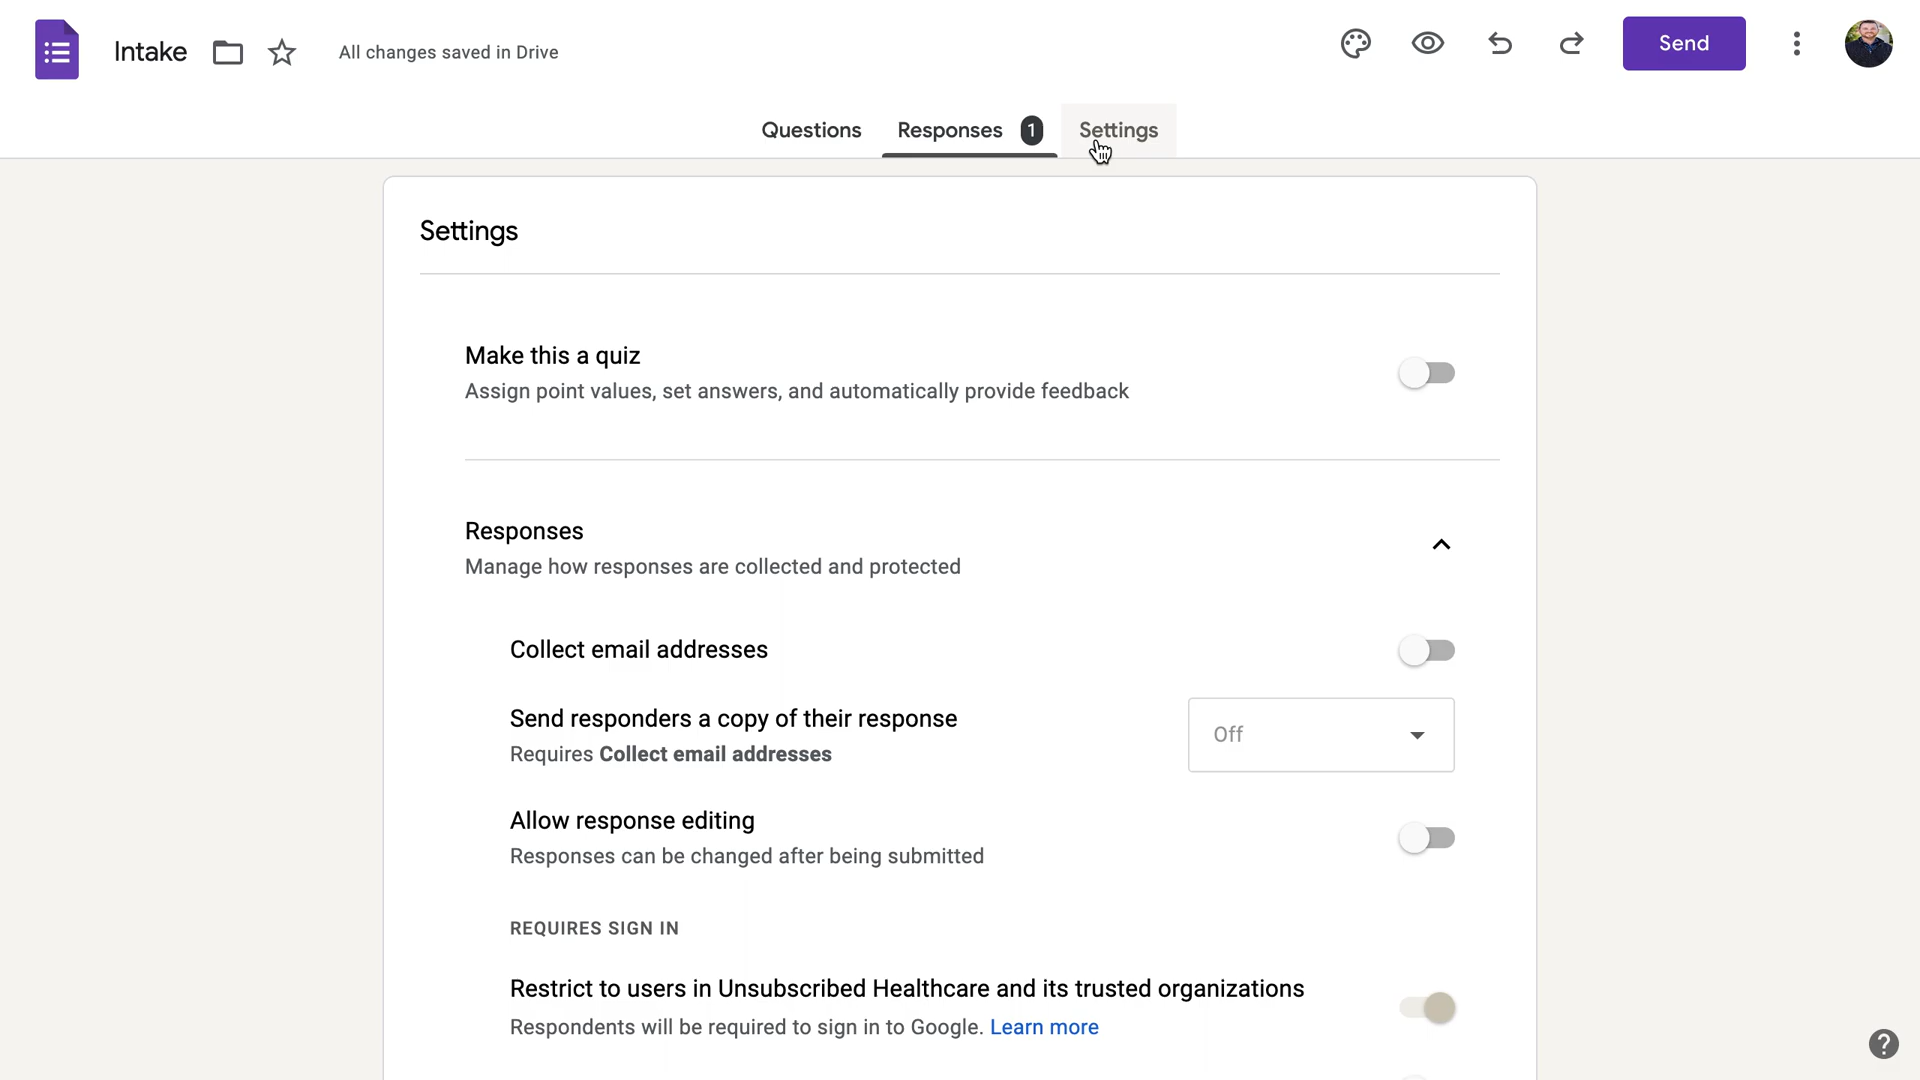 Intake
All changes saved in Drive
Send
Questions
Responses 1
Settings
Settings
Make this a quiz
Assign point values, set answers, and automatically provide feedback
Responses
Manage how responses are collected and protected
Collect email addresses
Send responders a copy of their response
Requires Collect email addresses
Off
Allow response editing
Responses can be changed after being submitted
REQUIRES SIGN IN
Restrict to users in Unsubscribed Healthcare and its trusted organizations
Respondents will be required to sign in to Google. Learn more